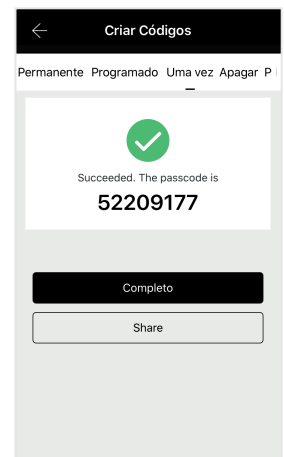 Criar Códigos
Permanente Programado Uma vez Apagar P
Succeeded. The passcode is
52209177
Completo
Share